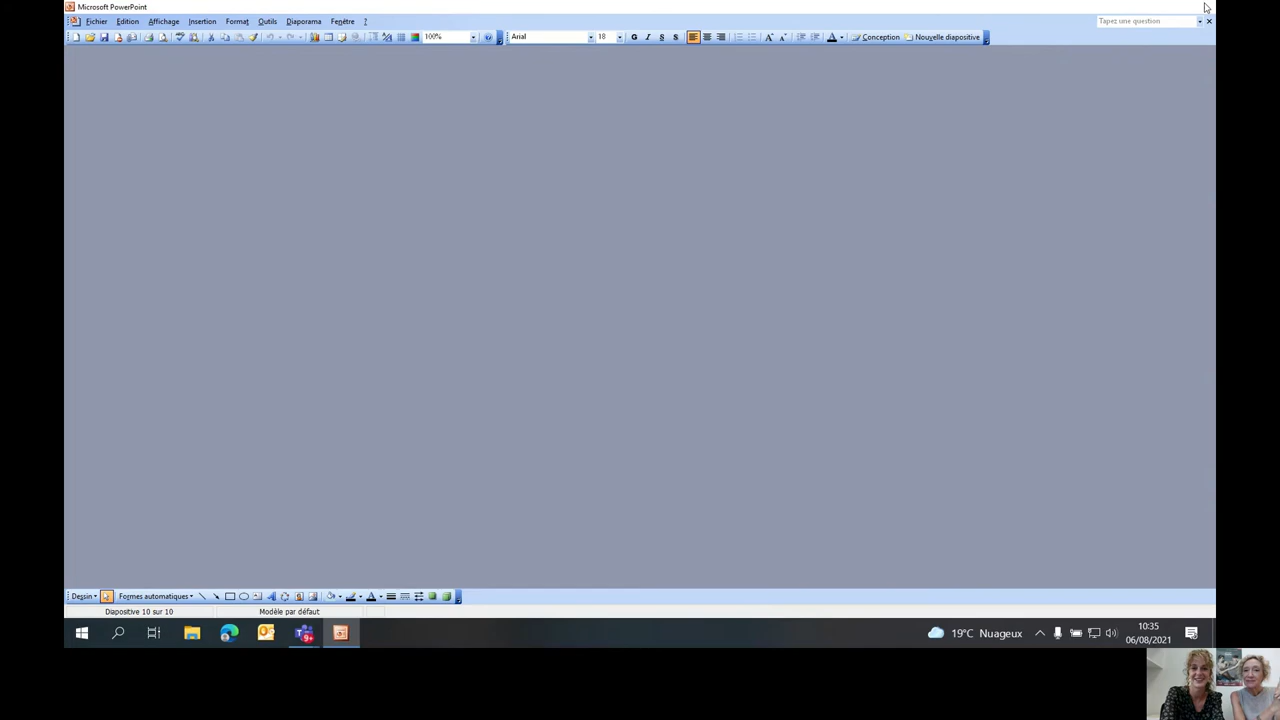 Microsoft PowerPoint
Fichier Edition Affichage Insertion Format Outils Diaporama Fenêtre ? Tapez une question
100% Arial 18 G I S S Conception Nouvelle diapositive
Dessin Formes automatiques
Diapositive 10 sur 10 Modèle par défaut
19°C Nuageux 10:35
06/08/2021
9+